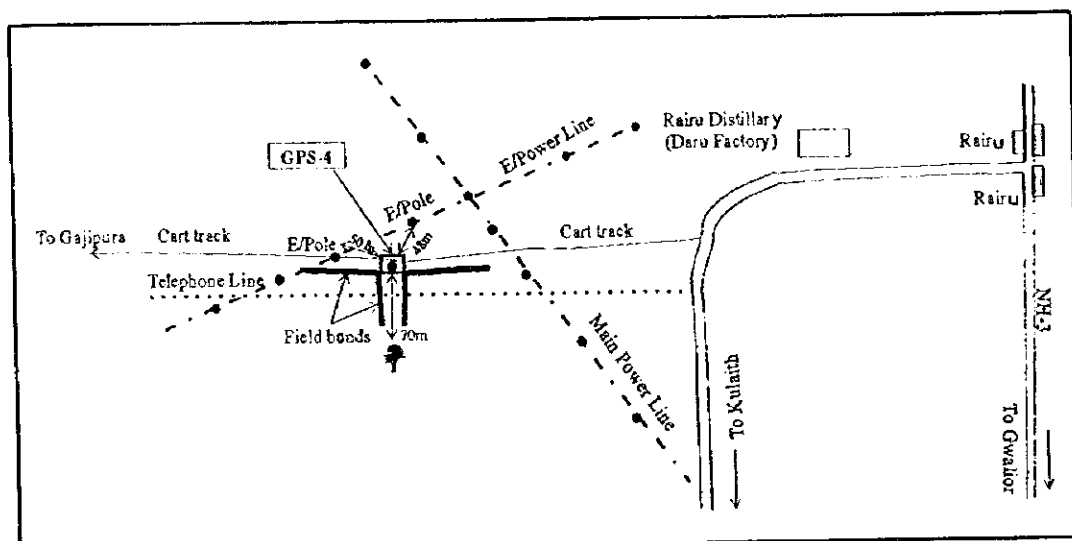 Rairu Distillary
(Daru Factory)
Rairu
Rairu
GPS-4
E/Power Line
E/Pole
To Gajipura
Cart track
E/Pole
48m
Cart track
Telephone Line
Field bonds
70m
Main Power Line
To Kulaith
NH-3
To Gwalior